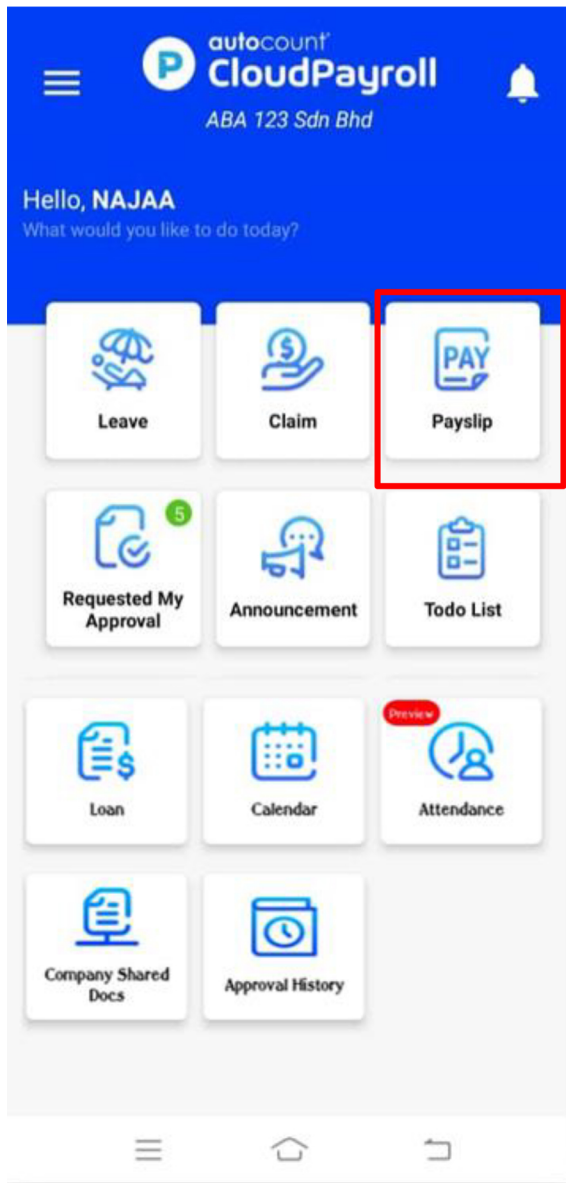 autocount
P CloudPayroll
ABA 123 Sdn Bhd
Hello, NAJAA
What would you like to do today?
$
PAY
Leave
Claim
Payslip
5
Requested My
Approval
Announcement
Todo List
Preview
$
Loan
Calendar
Attendance
Company Shared
Docs
Approval History